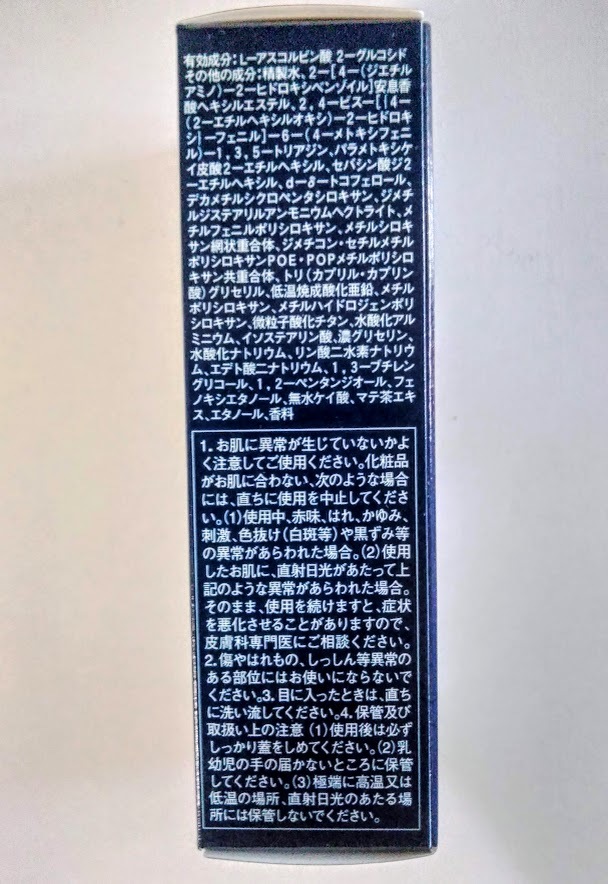 有効成分:L−アスコルビン酸 2−グルコシド
その他の成分:精製水、2−[4−(ジエチル
アミノ)−2−ヒドロキシベンゾイル]安息香
酸ヘキシルエステル、2,4−ビス−[{4−
(2−エチルヘキシルオキシ)−2−ヒドロキ
シ}−フェニル]−6−(4−メトキシフェニ
ル)−1,3,5−トリアジン、パラメトキシケ
イ皮酸2−エチルヘキシル、セバシン酸ジ2
−エチルヘキシル、d−δ−トコフェロール、
デカメチルシクロペンタシロキサン、ジメチ
ルジステアリルアンモニウムヘクトライト、メ
チルフェニルポリシロキサン、メチルシロキ
サン網状重合体、ジメチコン・セチルメチル
ポリシロキサンPOE・POPメチルポリシロ
キサン共重合体、トリ(カプリル・カプリン
酸)グリセリル、低温焼成酸化亜鉛、メチル
ポリシロキサン、メチルハイドロジェンポリ
シロキサン、微粒子酸化チタン、水酸化アル
ミニウム、イソステアリン酸、濃グリセリン、
水酸化ナトリウム、リン酸二水素ナトリウ
ム、エデト酸二ナトリウム、1,3−ブチレン
グリコール、1,2−ペンタンジオール、フェ
ノキシエタノール、無水ケイ酸、マテ茶エキ
ス、エタノール、香料
1.お肌に異常が生じていないかよ
く注意してご使用ください。化粧品
がお肌に合わない、次のような場合
には、直ちに使用を中止してくださ
い。(1)使用中、赤味、はれ、かゆみ、
刺激、色抜け(白斑等)や黒ずみ等
の異常があらわれた場合。(2)使用
したお肌に、直射日光があたって上
記のような異常があらわれた場合。
そのまま、使用を続けますと、症状
を悪化させることがありますので、
皮膚科専門医にご相談ください。
2.傷やはれもの、しっしん等異常の
ある部位にはお使いにならないで
ください。3.目に入ったときは、直ち
に洗い流してください。4.保管及び
取扱い上の注意 (1)使用後は必ず
しっかり蓋をしめてください。(2)乳
幼児の手の届かないところに保管
してください。(3)極端に高温又は
低温の場所、直射日光のあたる場
所には保管しないでください。